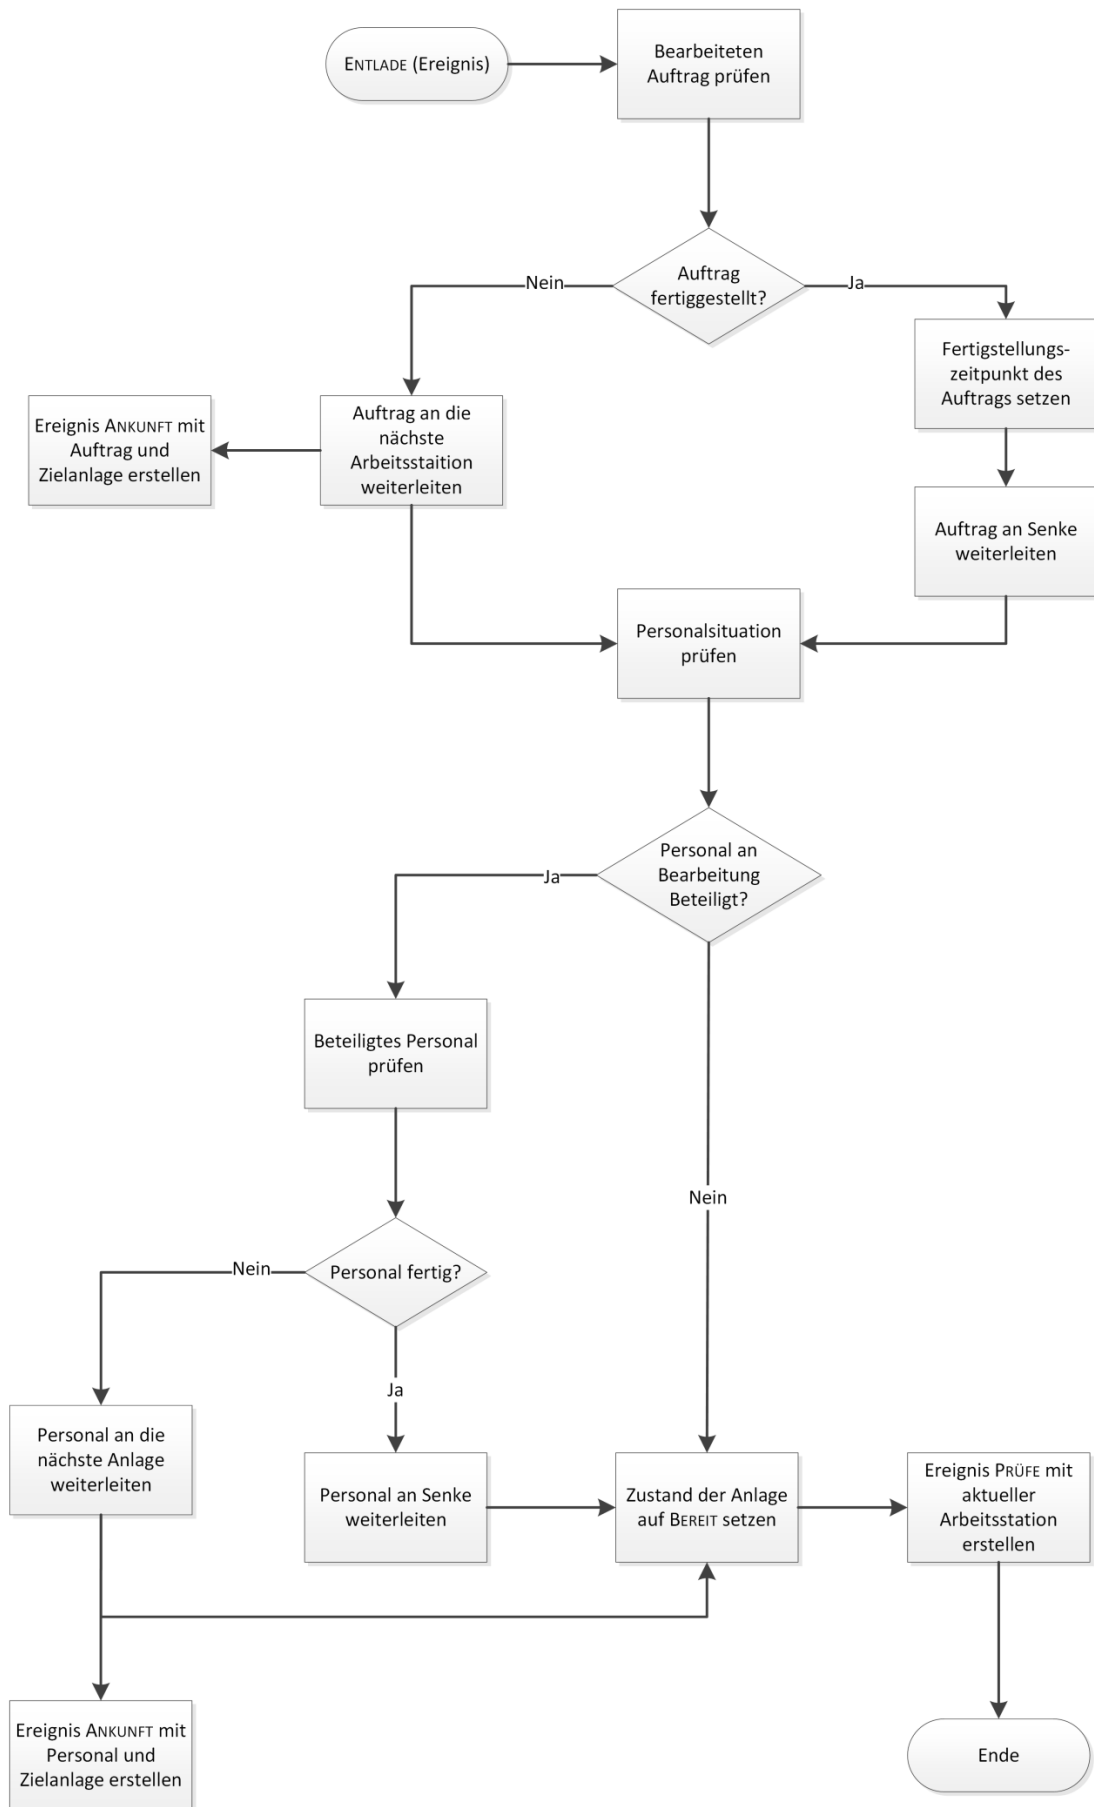 ENTLADE (Ereignis)
Bearbeiteten
Auftrag prüfen
Auftrag
fertiggestellt?
Nein
Ja
Fertigstellungs-
zeitpunkt des
Auftrags setzen
Auftrag an die
nächste
Arbeitsstaition
weiterleiten
Ereignis ANKUNFT mit
Auftrag und
Zielanlage erstellen
Auftrag an Senke
weiterleiten
Personalsituation
prüfen
Personal an
Bearbeitung
Beteiligt?
Ja
Beteiligtes Personal
prüfen
Nein
Personal fertig?
Nein
Ja
Personal an die
nächste Anlage
weiterleiten
Personal an Senke
weiterleiten
Zustand der Anlage
auf BEREIT setzen
Ereignis PRÜFE mit
aktueller
Arbeitsstation
erstellen
Ereignis ANKUNFT mit
Personal und
Zielanlage erstellen
Ende